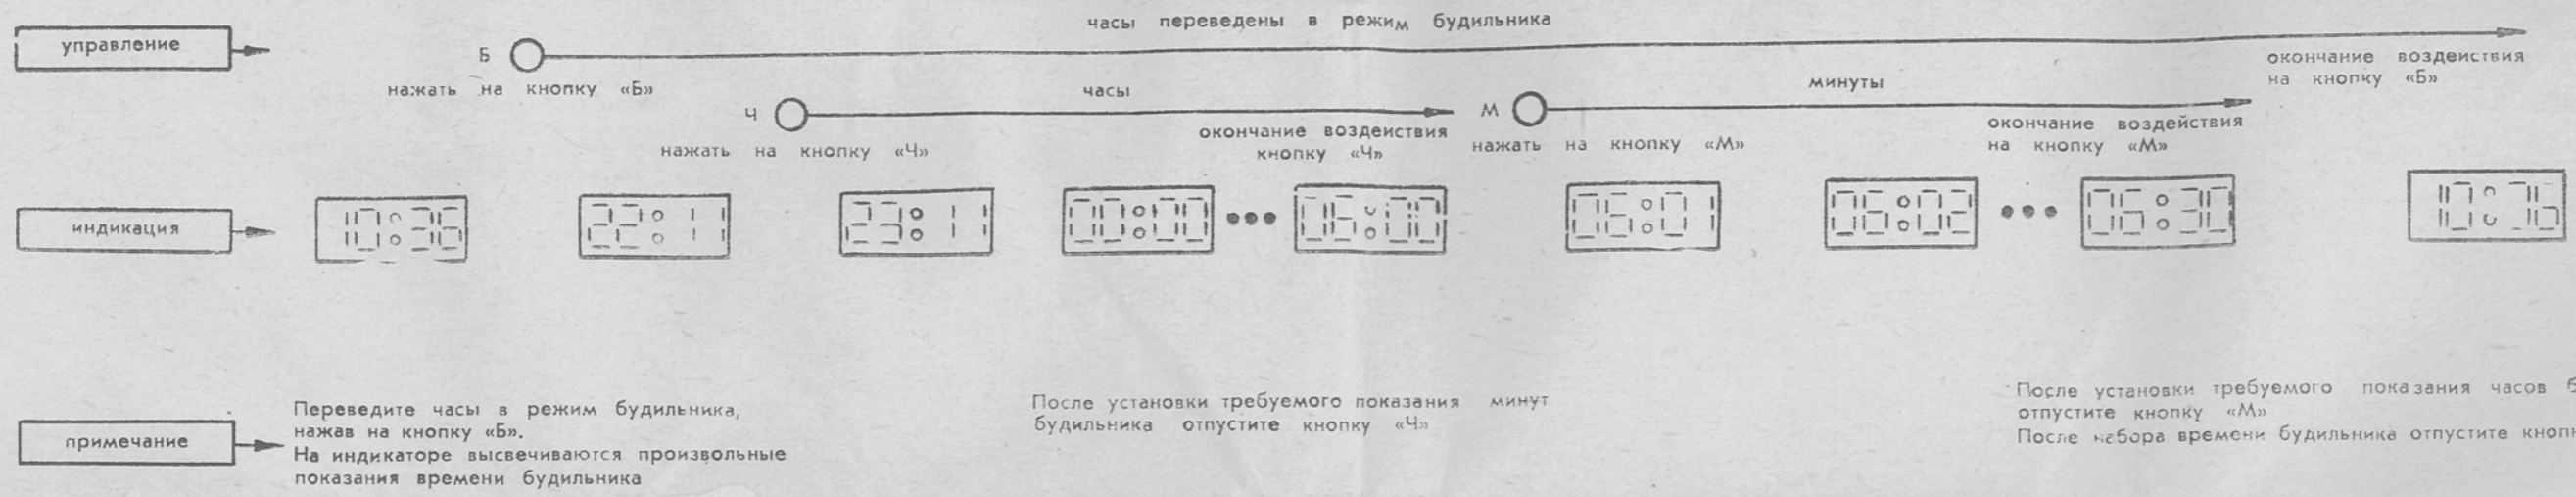 часы переведены в режим будильника
управление
Б
нажать на кнопку «Б»
окончание воздействия
на кнопку «Б»
часы
минуты
Ч
нажать на кнопку «Ч»
окончание воздействия
кнопку «Ч»
М
нажать на кнопку «М»
окончание воздействия
на кнопку «М»
индикация
10:36
22:11
23:11
00:00
06:00
06:01
06:02
06:30
10:36
примечание
Переведите часы в режим будильника,
нажав на кнопку «Б».
На индикаторе высвечиваются произвольные
показания времени будильника
После установки требуемого показания минут
будильника отпустите кнопку «Ч»
После установки требуемого показания часов
отпустите кнопку «М»
После набора времени будильника отпустите